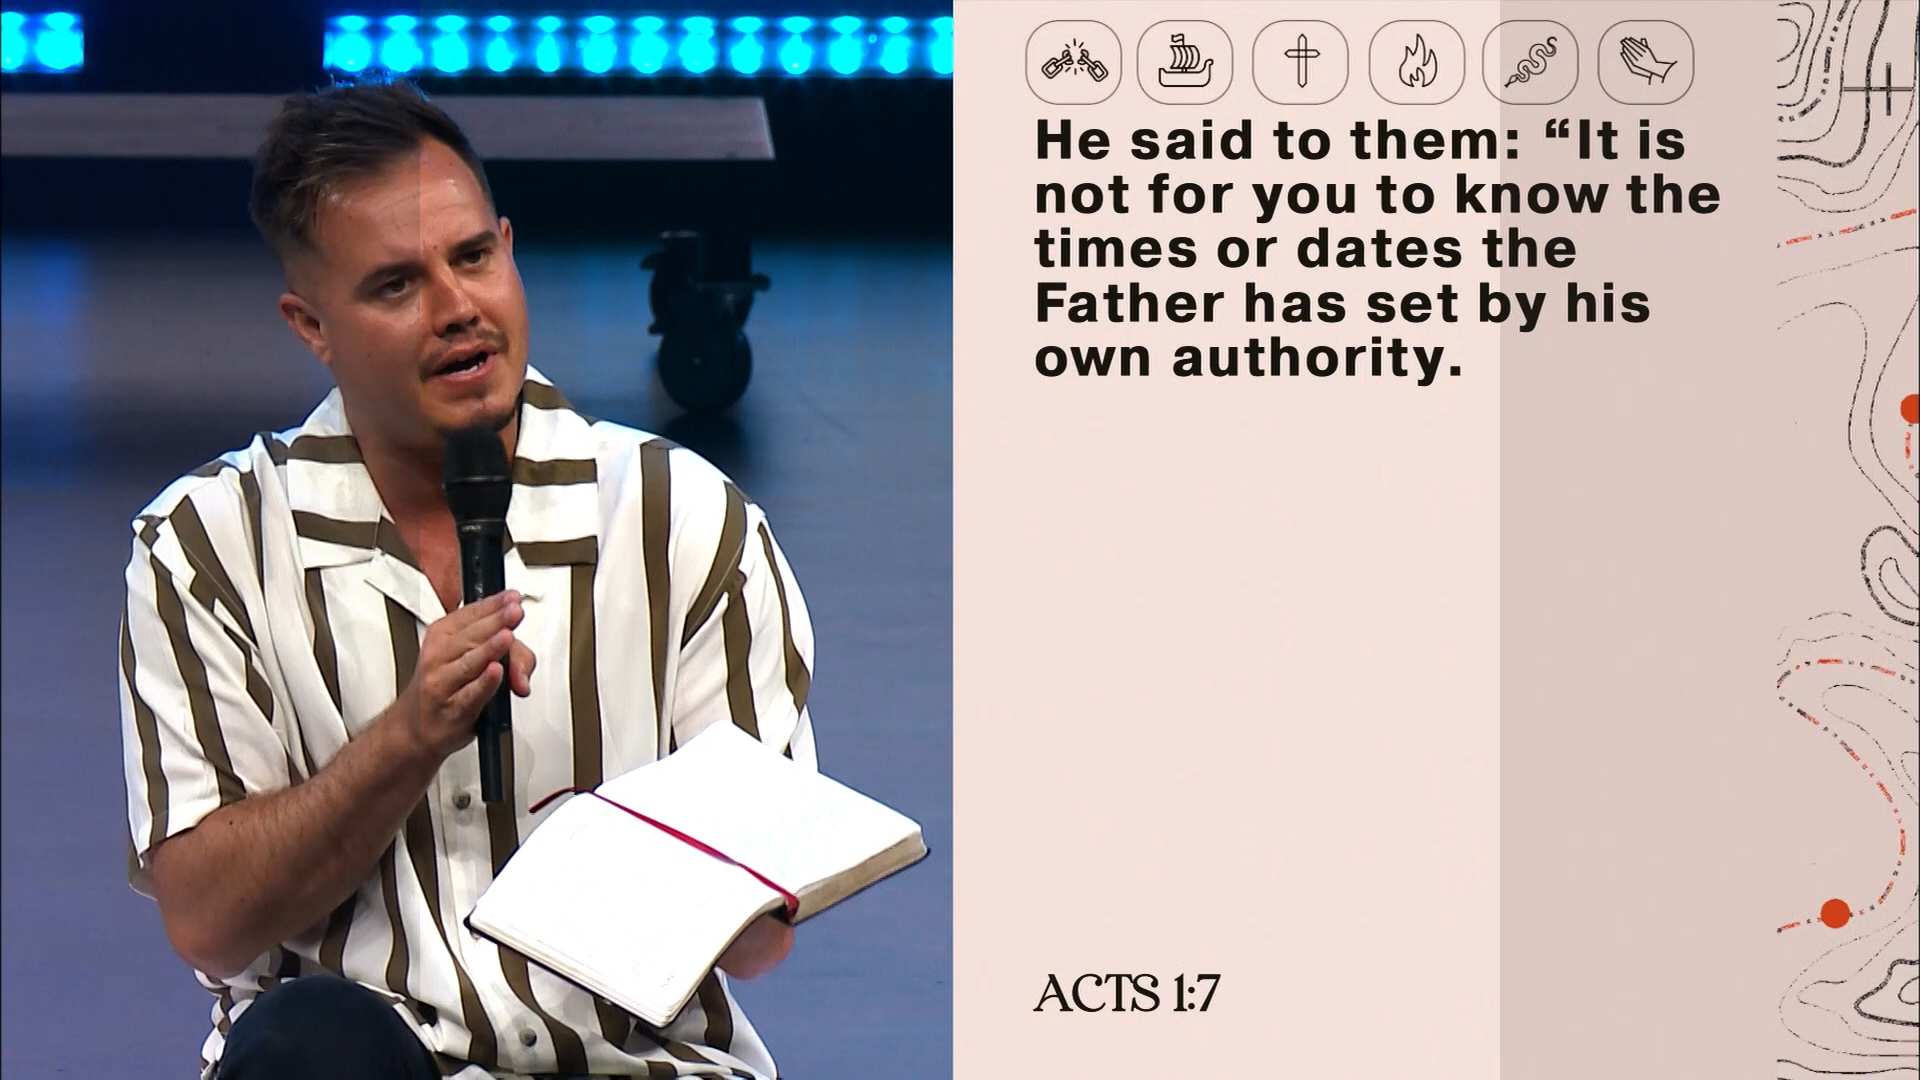 He said to them: “It is
not for you to know the
times or dates the
Father has set by his
own authority.
ACTS 1:7